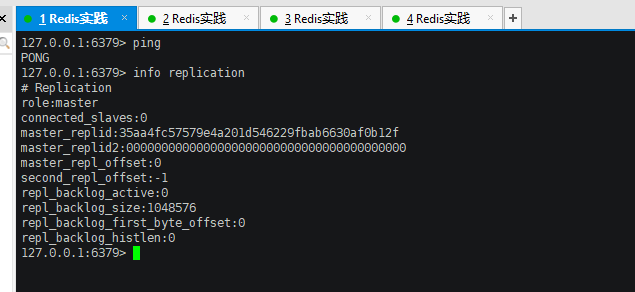 1 Redis实践 × 2 Redis实践 × 3 Redis实践 × 4 Redis实践 × +
127.0.0.1:6379> ping
PONG
127.0.0.1:6379> info replication
# Replication
role:master
connected_slaves:0
master_replid:35aa4fc57579e4a201d546229fbab6630af0b12f
master_replid2:0000000000000000000000000000000000000000
master_repl_offset:0
second_repl_offset:-1
repl_backlog_active:0
repl_backlog_size:1048576
repl_backlog_first_byte_offset:0
repl_backlog_histlen:0
127.0.0.1:6379>